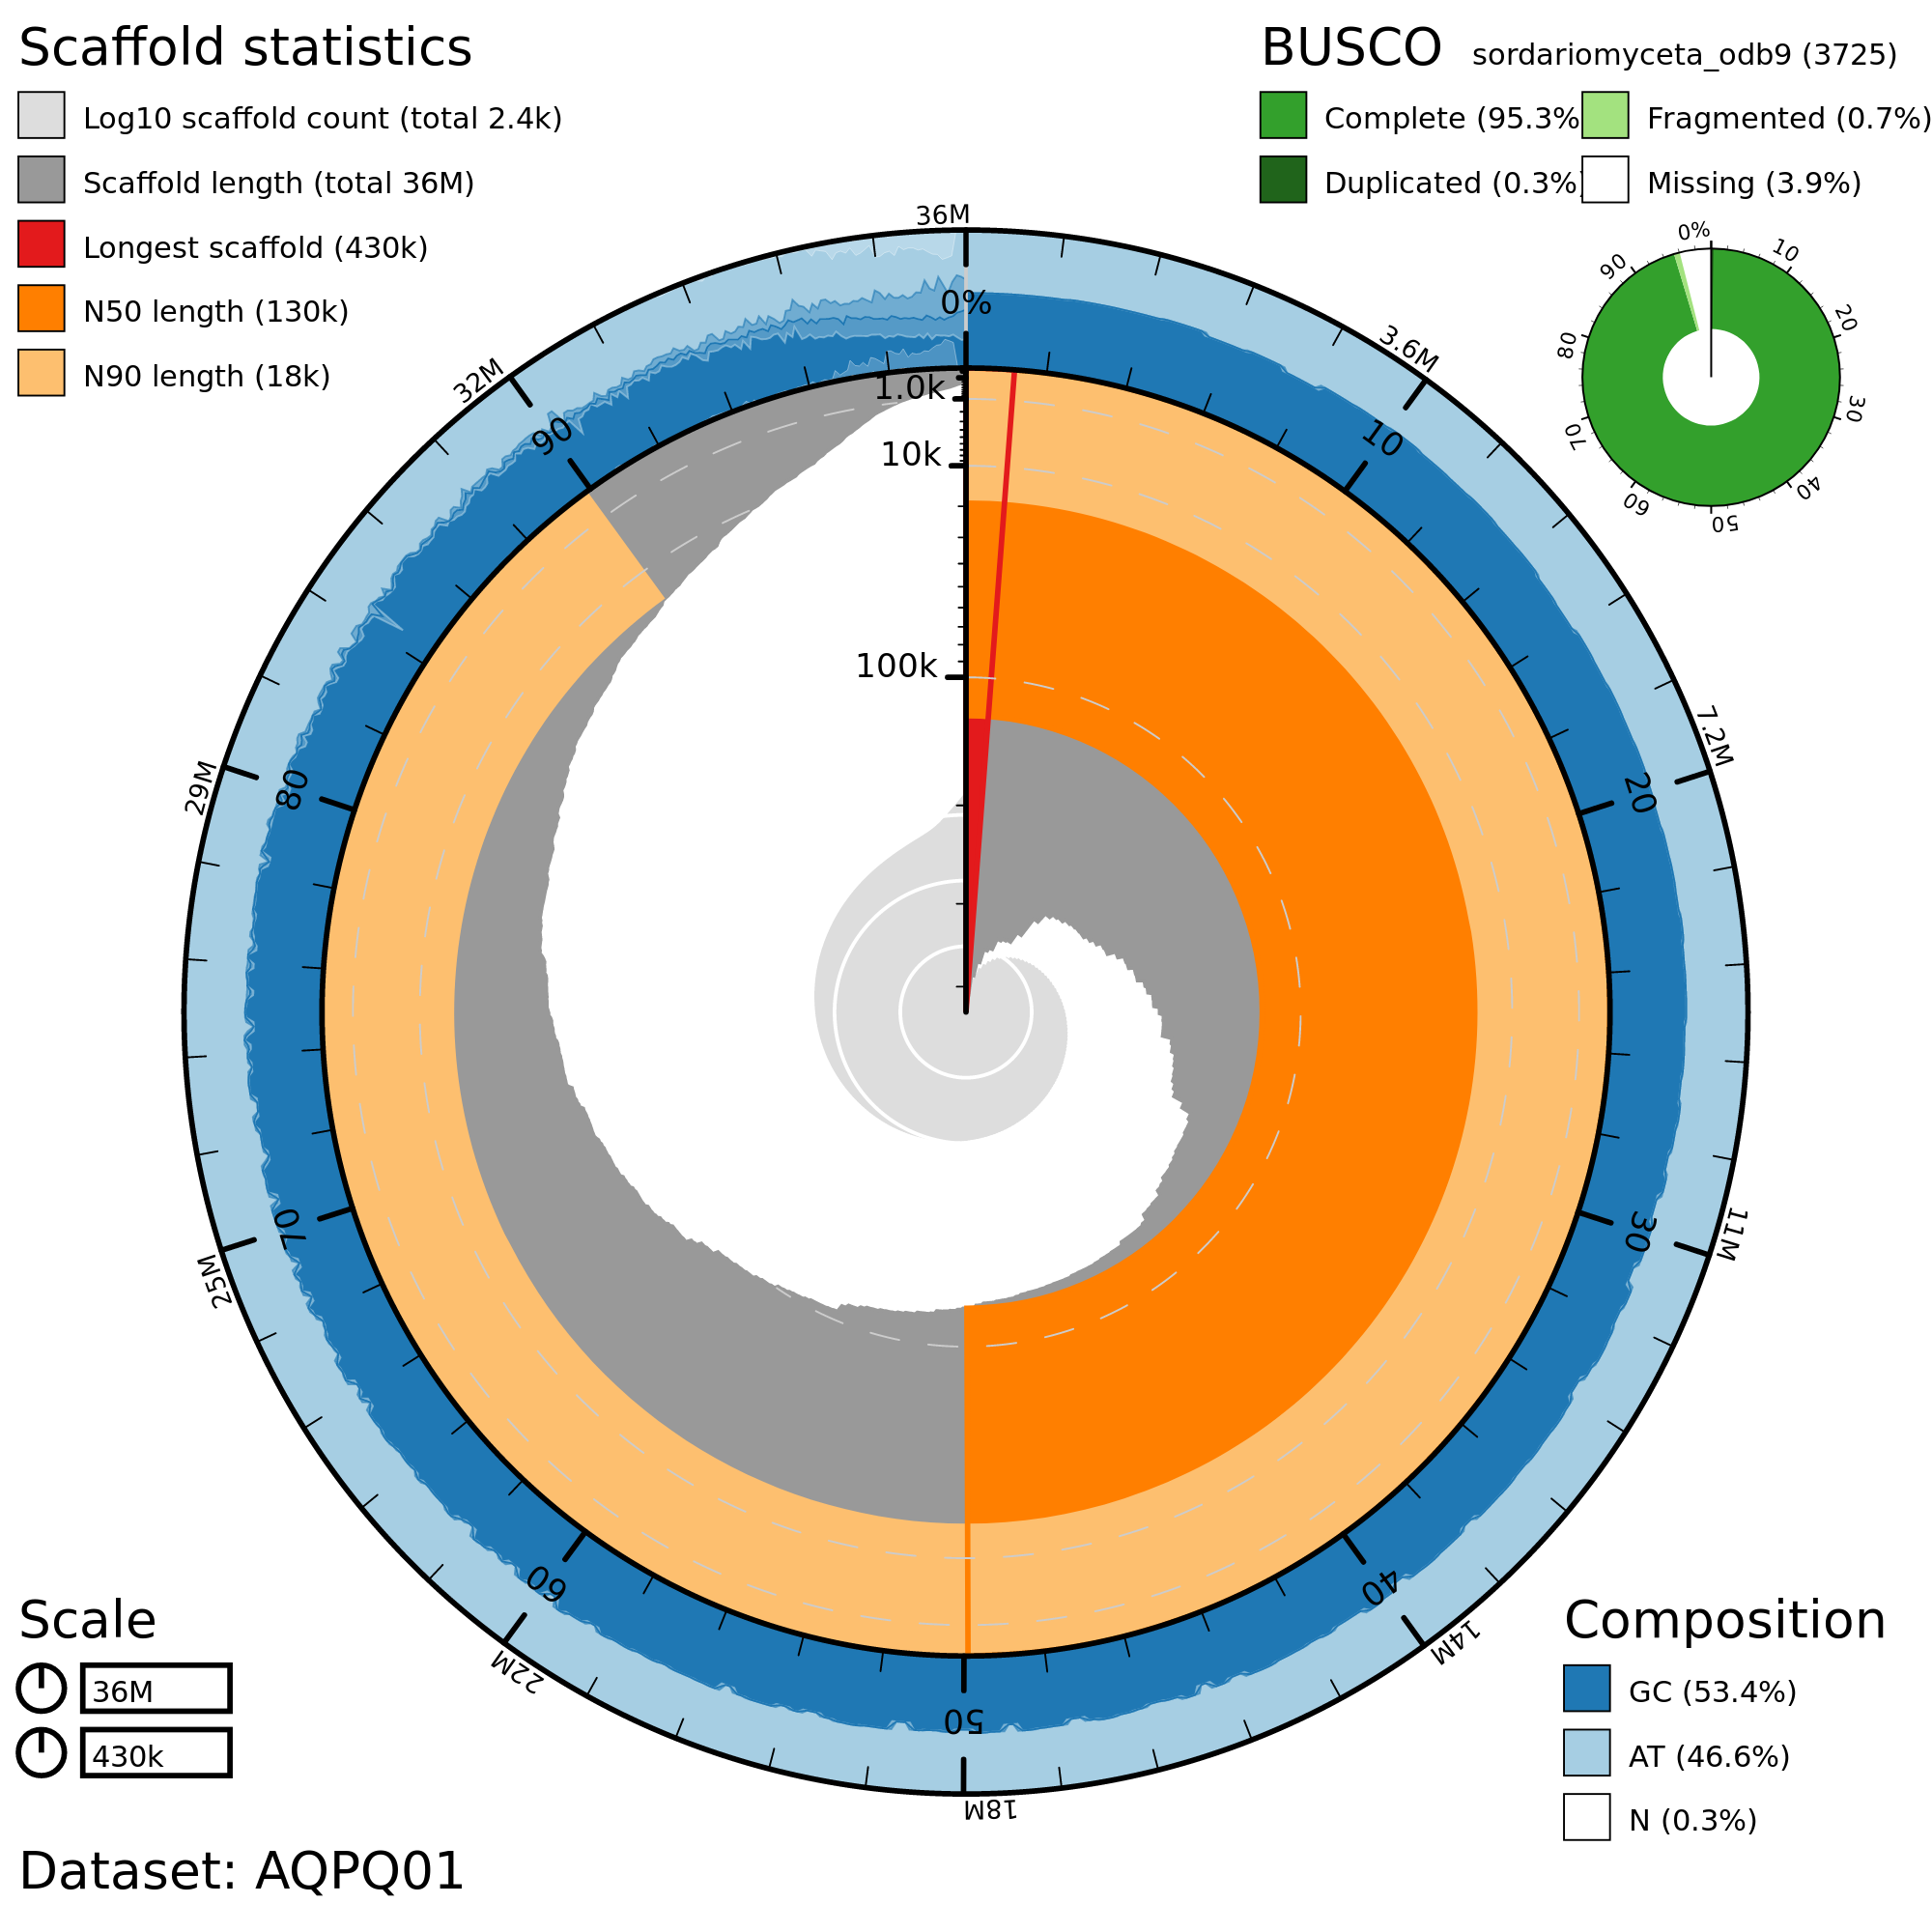 Scaffold statistics
Log10 scaffold count (total 2.4k)
Scaffold length (total 36M)
Longest scaffold (430k)
N50 length (130k)
N90 length (18k)
BUSCO sordariomyceta_odb9 (3725)
Complete (95.3% Fragmented (0.7%)
Duplicated (0.3% Missing (3.9%)
0%
10
20
30
40
50
60
70
80
90
36M
3.6M
7.2M
11M
14M
18M
22M
25M
29M
32M
0%
10
20
30
40
50
60
70
80
90
1.0k
10k
100k
Scale
36M
430k
Composition
GC (53.4%)
AT (46.6%)
N (0.3%)
Dataset: AQPQ01